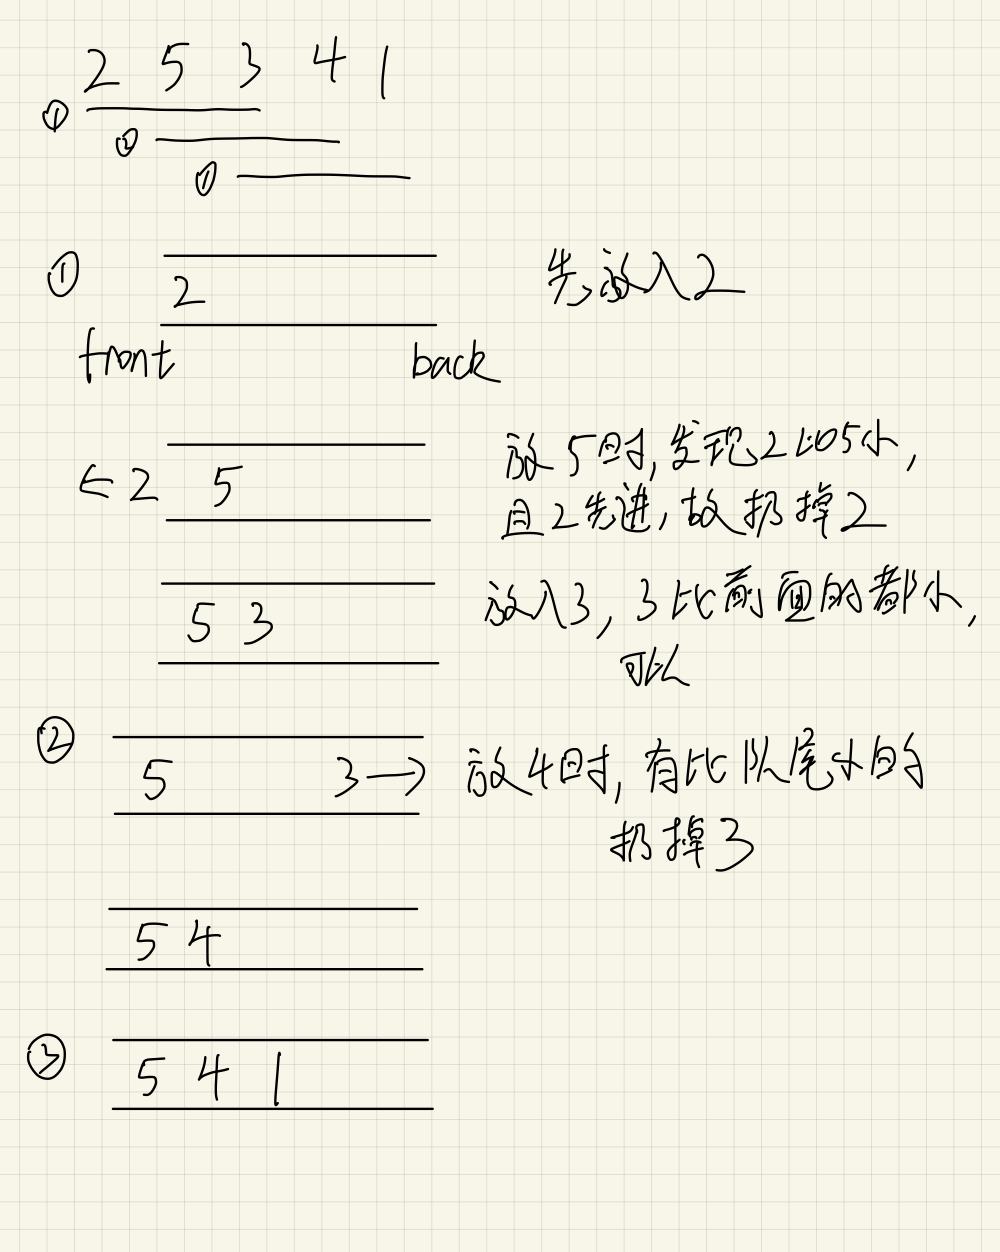 2 5 3 4 1
①
②
①
① 2 先放入2
front back
← 2 5 放5时,发现2比5小,
且2先进,故扔掉2
5 3 放入3,3比前面的都小,
可以
② 5 3 → 放4时,有比队尾小的
扔掉3
5 4
③ 5 4 1